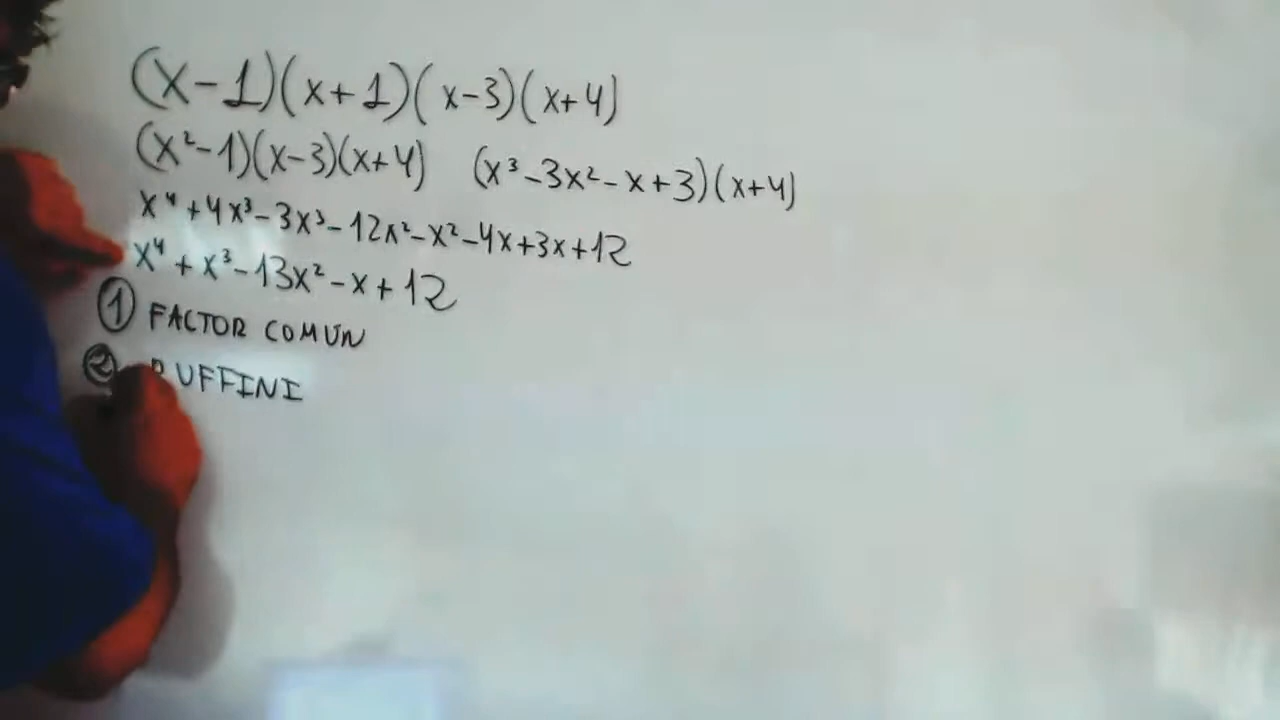 (x-1)(x+1)(x-3)(x+4)
(x²-1)(x-3)(x+4) (x³-3x²-x+3)(x+4)
x⁴+4x³-3x³-12x²-x²-4x+3x+12
x⁴+x³-13x²-x+12
① FACTOR COMUN
② RUFFINI